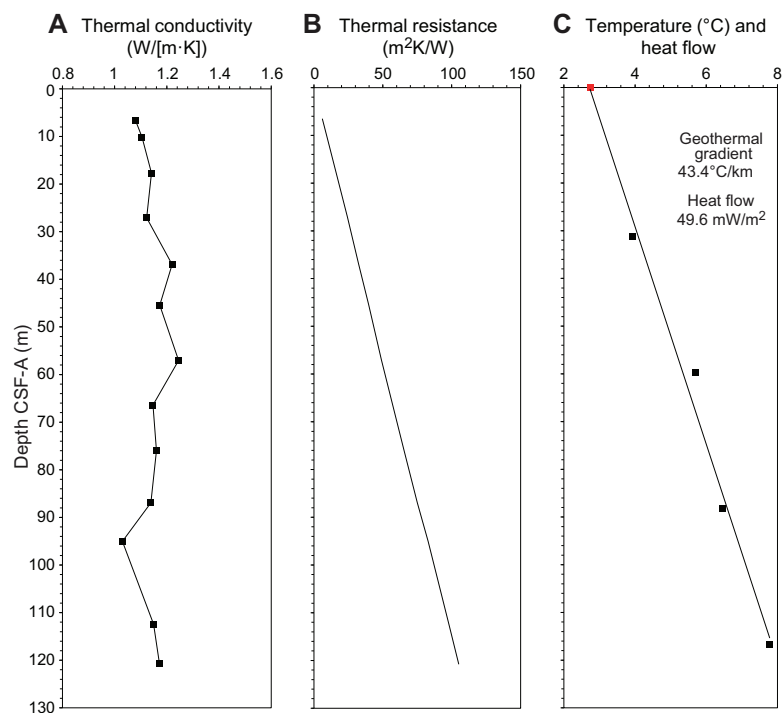 A Thermal conductivity
(W/[m·K])
0.8 1 1.2 1.4 1.6
B Thermal resistance
(m²K/W)
0 50 100 150
C Temperature (°C) and
heat flow
2 4 6 8
0
10
20
30
40
50
60
70
80
90
100
110
120
130
Depth CSF-A (m)
Geothermal
gradient
43.4°C/km
Heat flow
49.6 mW/m²